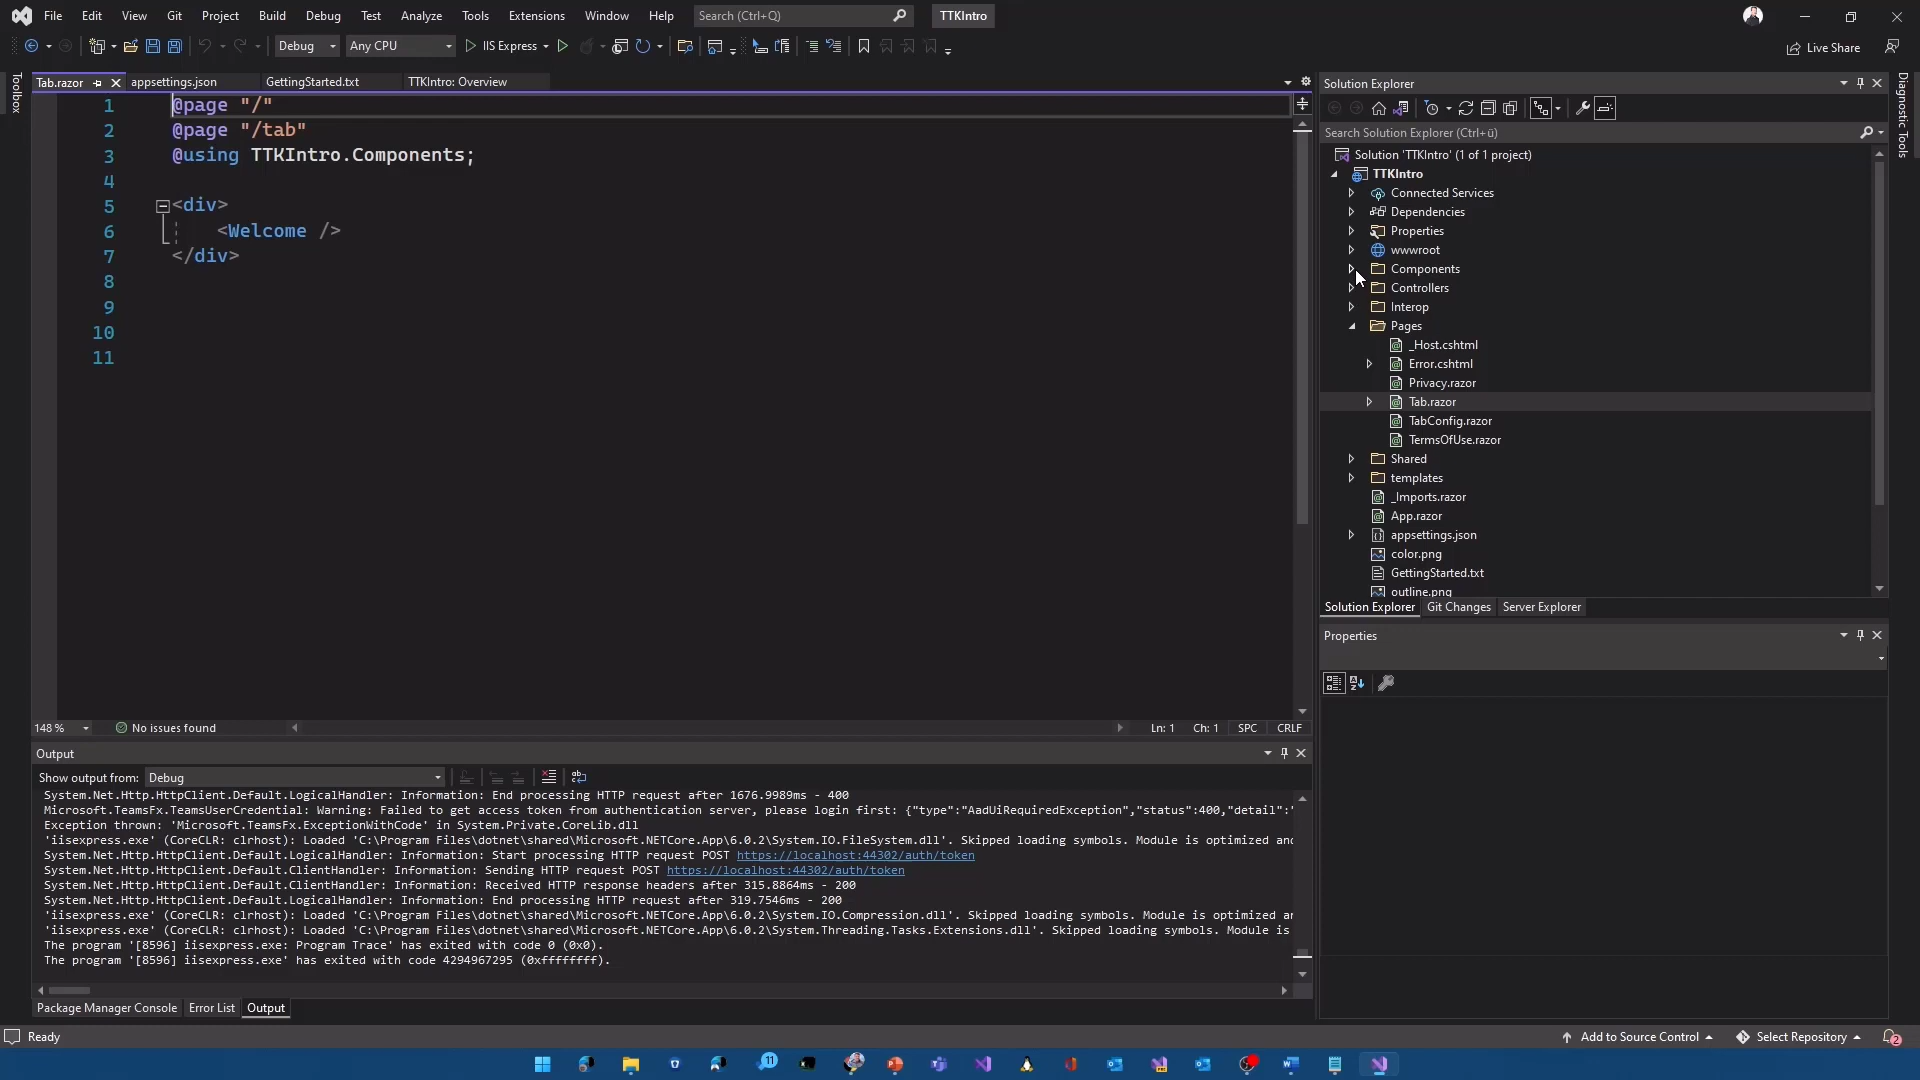 File Edit View Git Project Build Debug Test Analyze Tools Extensions Window Help Search (Ctrl+Q) TTKIntro
Debug Any CPU IIS Express Live Share
Toolbox
Tab.razor appsettings.json GettingStarted.txt TTKIntro: Overview
1 @page "/"
2 @page "/tab"
3 @using TTKIntro.Components;
4
5 <div>
6 <Welcome />
7 </div>
8
9
10
11
148 % No issues found Ln: 1 Ch: 1 SPC CRLF
Output
Show output from: Debug
System.Net.Http.HttpClient.Default.LogicalHandler: Information: End processing HTTP request after 1676.9989ms - 400
Microsoft.TeamsFx.TeamsUserCredential: Warning: Failed to get access token from authentication server, please login first: {"type":"AadUiRequiredException","status":400,"detail":"
Exception thrown: 'Microsoft.TeamsFx.ExceptionWithCode' in System.Private.CoreLib.dll
'iisexpress.exe' (CoreCLR: clrhost): Loaded 'C:\Program Files\dotnet\shared\Microsoft.NETCore.App\6.0.2\System.IO.FileSystem.dll'. Skipped loading symbols. Module is optimized and
System.Net.Http.HttpClient.Default.LogicalHandler: Information: Start processing HTTP request POST https://localhost:44302/auth/token
System.Net.Http.HttpClient.Default.ClientHandler: Information: Sending HTTP request POST https://localhost:44302/auth/token
System.Net.Http.HttpClient.Default.ClientHandler: Information: Received HTTP response headers after 315.8864ms - 200
System.Net.Http.HttpClient.Default.LogicalHandler: Information: End processing HTTP request after 319.7546ms - 200
'iisexpress.exe' (CoreCLR: clrhost): Loaded 'C:\Program Files\dotnet\shared\Microsoft.NETCore.App\6.0.2\System.IO.Compression.dll'. Skipped loading symbols. Module is optimized
'iisexpress.exe' (CoreCLR: clrhost): Loaded 'C:\Program Files\dotnet\shared\Microsoft.NETCore.App\6.0.2\System.Threading.Tasks.Extensions.dll'. Skipped loading symbols. Module is
The program '[8596] iisexpress.exe: Program Trace' has exited with code 0 (0x0).
The program '[8596] iisexpress.exe' has exited with code 4294967295 (0xffffffff).
Package Manager Console Error List Output
Solution Explorer
Search Solution Explorer (Ctrl+ü)
Solution 'TTKIntro' (1 of 1 project)
TTKIntro
Connected Services
Dependencies
Properties
wwwroot
Components
Controllers
Interop
Pages
_Host.cshtml
Error.cshtml
Privacy.razor
Tab.razor
TabConfig.razor
TermsOfUse.razor
Shared
templates
_Imports.razor
App.razor
appsettings.json
color.png
GettingStarted.txt
outline.png
Solution Explorer Git Changes Server Explorer
Properties
Diagnostic Tools
Ready Add to Source Control Select Repository 2
11